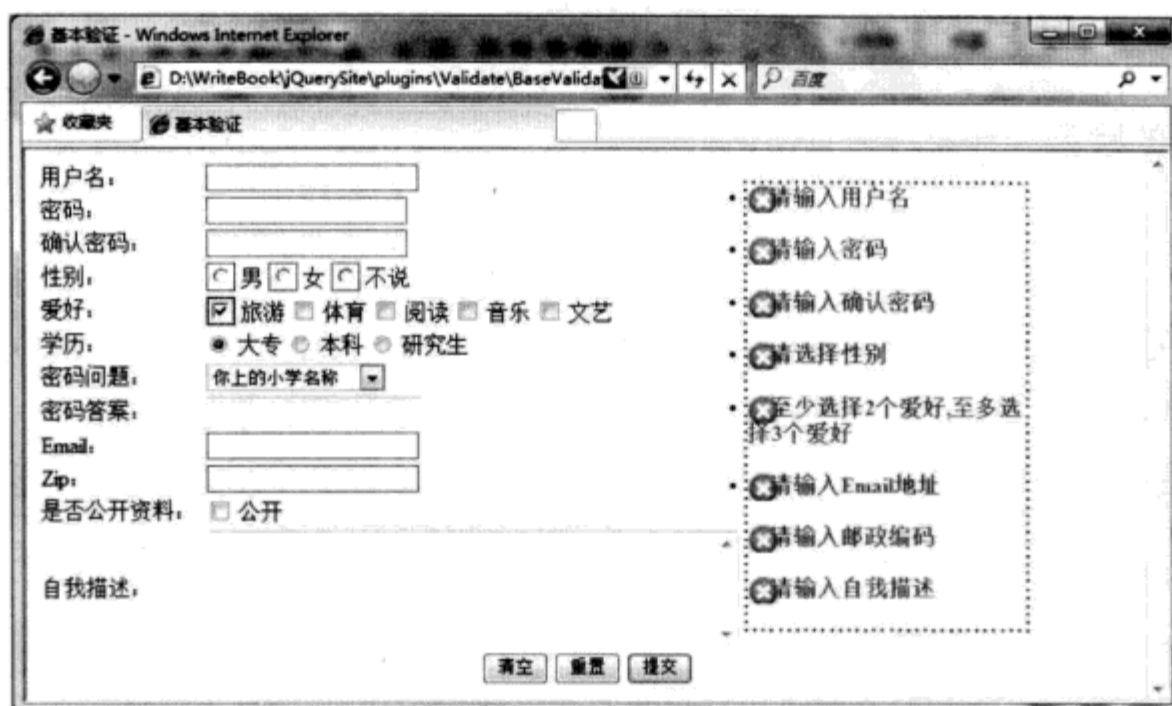 基本验证 - Windows Internet Explorer
D:\WriteBook\jQuerySite\plugins\Validate\BaseValida
百度
收藏夹 基本验证
用户名：
密码：
确认密码：
性别： 男 女 不说
爱好： 旅游 体育 阅读 音乐 文艺
学历： 大专 本科 研究生
密码问题： 你上的小学名称
密码答案：
Email：
Zip：
是否公开资料： 公开
自我描述：
请输入用户名
请输入密码
请输入确认密码
请选择性别
至少选择2个爱好,至多选
择3个爱好
请输入Email地址
请输入邮政编码
请输入自我描述
清空 重置 提交